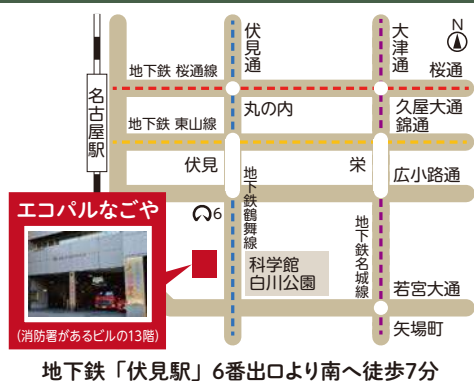 N
伏見通
大津通
地下鉄 桜通線
桜通
名古屋駅
丸の内
久屋大通
地下鉄 東山線
錦通
伏見
栄
広小路通
地下鉄鶴舞線
地下鉄名城線
6
エコパルなごや
(消防署があるビルの13階)
科学館
白川公園
若宮大通
矢場町
地下鉄「伏見駅」6番出口より南へ徒歩7分